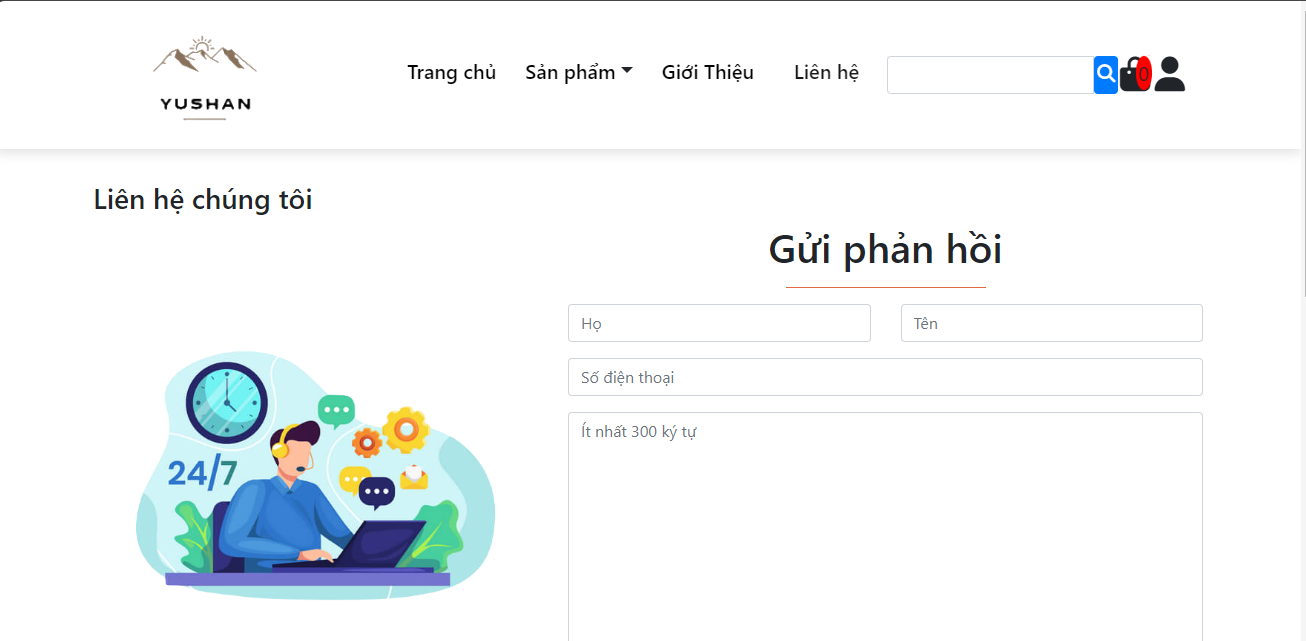 YUSHAN
Trang chủ Sản phẩm Giới Thiệu Liên hệ 0
Liên hệ chúng tôi
Gửi phản hồi
Họ Tên
Số điện thoại
Ít nhất 300 ký tự
24/7